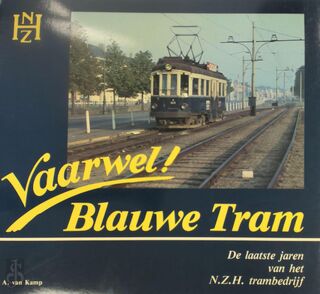 NZH
Vaarwel!
Blauwe Tram
De laatste jaren
van het
N.Z.H. trambedrijf
A. van Kamp